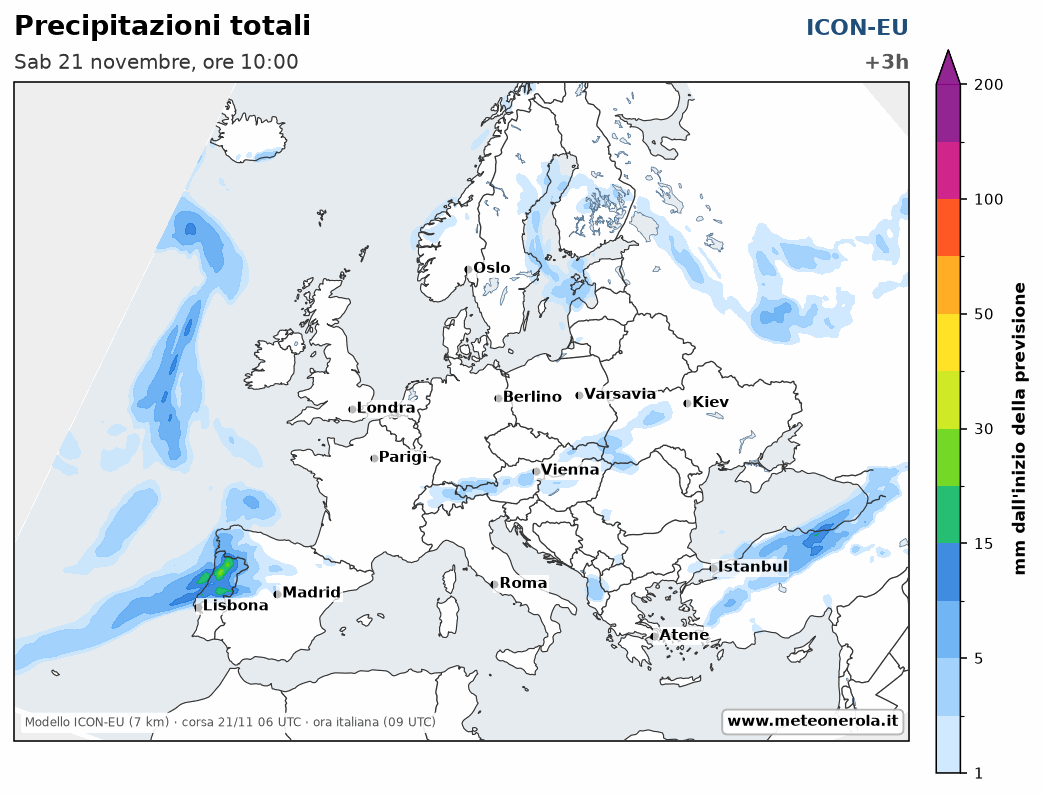 Precipitazioni totali
ICON-EU
Sab 21 novembre, ore 10:00
+3h
200
100
50
30
15
5
1
mm dall'inizio della previsione
Oslo
Londra
Berlino
Varsavia
Kiev
Parigi
Vienna
Istanbul
Madrid
Lisbona
Roma
Atene
Modello ICON-EU (7 km) · corsa 21/11 06 UTC · ora italiana (09 UTC)
www.meteonerola.it